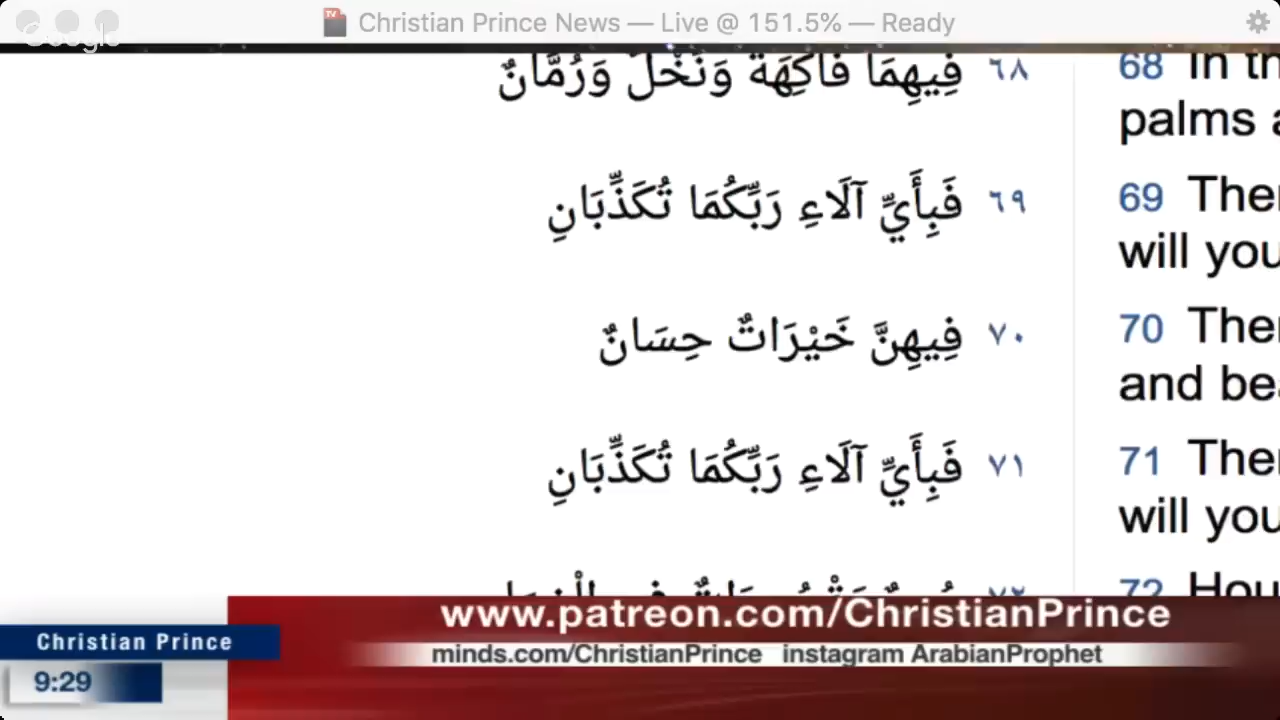 Christian Prince News — Live @ 151.5% — Ready
Google
فِيهِمَا فَاكِهَةٌ وَنَخْلٌ وَرُمَّانٌ ٦٨
68 In th
palms a
فَبِأَيِّ آلَاءِ رَبِّكُمَا تُكَذِّبَانِ ٦٩
69 Ther
will you
فِيهِنَّ خَيْرَاتٌ حِسَانٌ ٧٠
70 Ther
and bea
فَبِأَيِّ آلَاءِ رَبِّكُمَا تُكَذِّبَانِ ٧١
71 Ther
will you
72 Hou
www.patreon.com/ChristianPrince
Christian Prince
minds.com/ChristianPrince instagram ArabianProphet
9:29